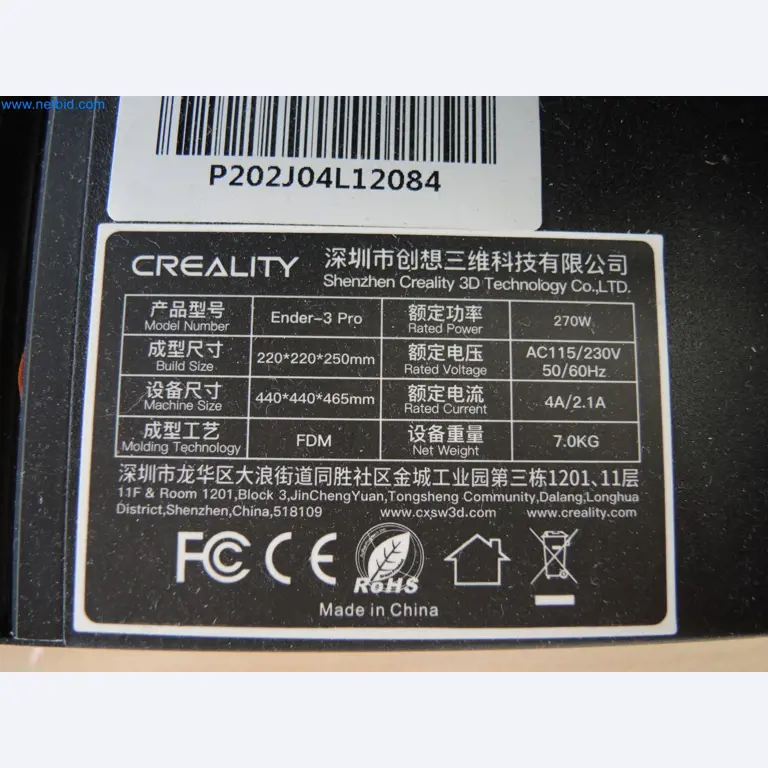 www.netbid.com
P202J04L12084
CREALITY 深圳市创想三维科技有限公司
Shenzhen Creality 3D Technology Co.,LTD.
产品型号 Ender-3 Pro 额定功率 270W
Model Number Rated Power
成型尺寸 220*220*250mm 额定电压 AC115/230V
Build Size Rated Voltage 50/60Hz
设备尺寸 440*440*465mm 额定电流 4A/2.1A
Machine Size Rated Current
成型工艺 FDM 设备重量 7.0KG
Molding Technology Net Weight
深圳市龙华区大浪街道同胜社区金城工业园第三栋1201、11层
11F & Room 1201,Block 3,JinChengYuan,Tongsheng Community,Dalang,Longhua
District,Shenzhen,China,518109 www.cxsw3d.com www.creality.com
FC CE RoHS
Made in China